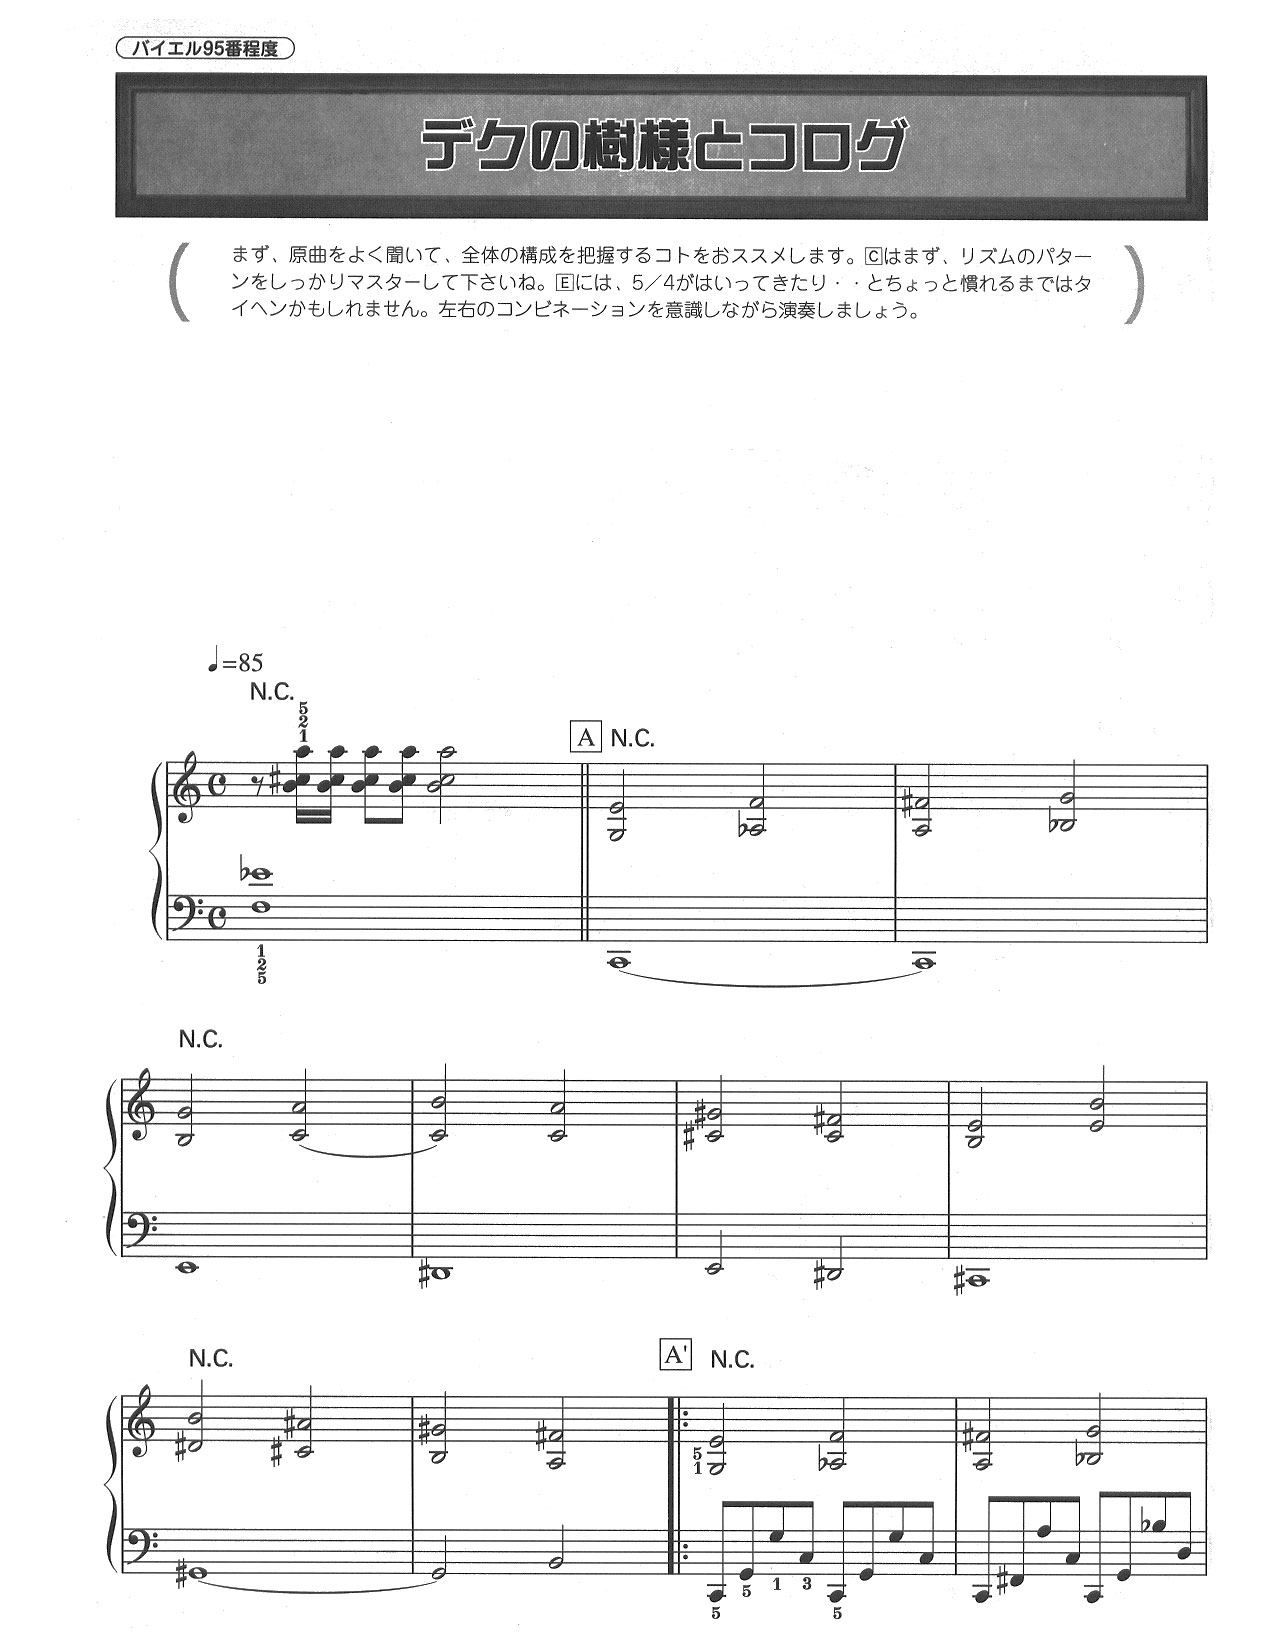 バイエル95番程度
デクの樹様とコログ
まず、原曲をよく聞いて、全体の構成を把握するコトをおススメします。Cはまず、リズムのパター
ンをしっかりマスターして下さいね。Eには、5／4がはいってきたり・・とちょっと慣れるまではタ
イヘンかもしれません。左右のコンビネーションを意識しながら演奏しましょう。
♩=85
N.C.
5
2
1
A N.C.
1
2
5
N.C.
N.C.
A' N.C.
5
1
5 1 3
5 5